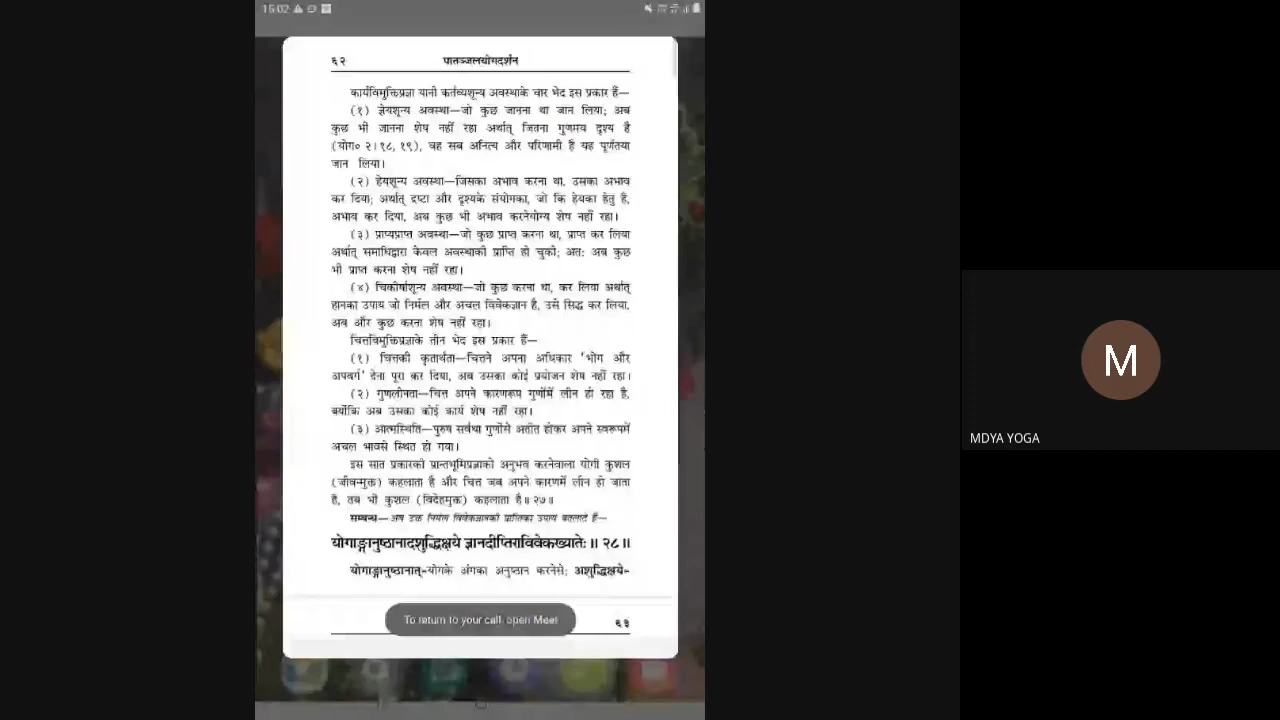 15:02
६२ पातञ्जलयोगदर्शन
कार्यविमुक्तिप्रज्ञा यानी कर्तव्यशून्य अवस्थाके चार भेद इस प्रकार हैं—
(१) ज्ञेयशून्य अवस्था—जो कुछ जानना था जान लिया; अब
कुछ भी जानना शेष नहीं रहा अर्थात् जितना गुणमय दृश्य है
(योग० २।१८, १९), वह सब अनित्य और परिणामी है यह पूर्णतया
जान लिया।
(२) हेयशून्य अवस्था—जिसका अभाव करना था, उसका अभाव
कर दिया; अर्थात् द्रष्टा और दृश्यके संयोगका, जो कि हेयका हेतु है,
अभाव कर दिया, अब कुछ भी अभाव करनेयोग्य शेष नहीं रहा।
(३) प्राप्यप्राप्त अवस्था—जो कुछ प्राप्त करना था, प्राप्त कर लिया
अर्थात् समाधिद्वारा केवल अवस्थाकी प्राप्ति हो चुकी; अतः अब कुछ
भी प्राप्त करना शेष नहीं रहा।
(४) चिकीर्षाशून्य अवस्था—जो कुछ करना था, कर लिया अर्थात्
हानका उपाय जो निर्मल और अचल विवेकज्ञान है, उसे सिद्ध कर लिया,
अब और कुछ करना शेष नहीं रहा।
चित्तविमुक्तिप्रज्ञाके तीन भेद इस प्रकार हैं—
(१) चित्तकी कृतार्थता—चित्तने अपना अधिकार 'भोग और
अपवर्ग' देना पूरा कर दिया, अब उसका कोई प्रयोजन शेष नहीं रहा।
(२) गुणलीनता—चित्त अपने कारणरूप गुणोंमें लीन हो रहा है,
क्योंकि अब उसका कोई कार्य शेष नहीं रहा।
(३) आत्मस्थिति—पुरुष सर्वथा गुणोंसे अतीत होकर अपने स्वरूपमें
अचल भावसे स्थित हो गया।
इस सात प्रकारकी प्रान्तभूमिप्रज्ञाको अनुभव करनेवाला योगी कुशल
(जीवन्मुक्त) कहलाता है और चित्त जब अपने कारणमें लीन हो जाता
है, तब भी कुशल (विदेहमुक्त) कहलाता है॥ २७॥
सम्बन्ध—अब उक्त निर्मल विवेकज्ञानकी प्राप्तिका उपाय बतलाते हैं—
योगाङ्गानुष्ठानादशुद्धिक्षये ज्ञानदीप्तिराविवेकख्यातेः॥ २८॥
योगाङ्गानुष्ठानात्-योगके अंगका अनुष्ठान करनेसे; अशुद्धिक्षये-
To return to your call, open Meet
६३
M
MDYA YOGA